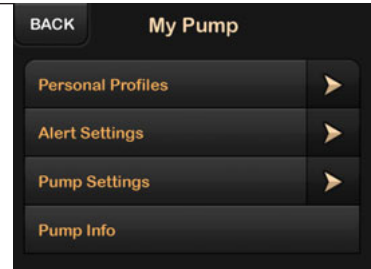 BACK
My Pump
Personal Profiles
Alert Settings
Pump Settings
Pump Info